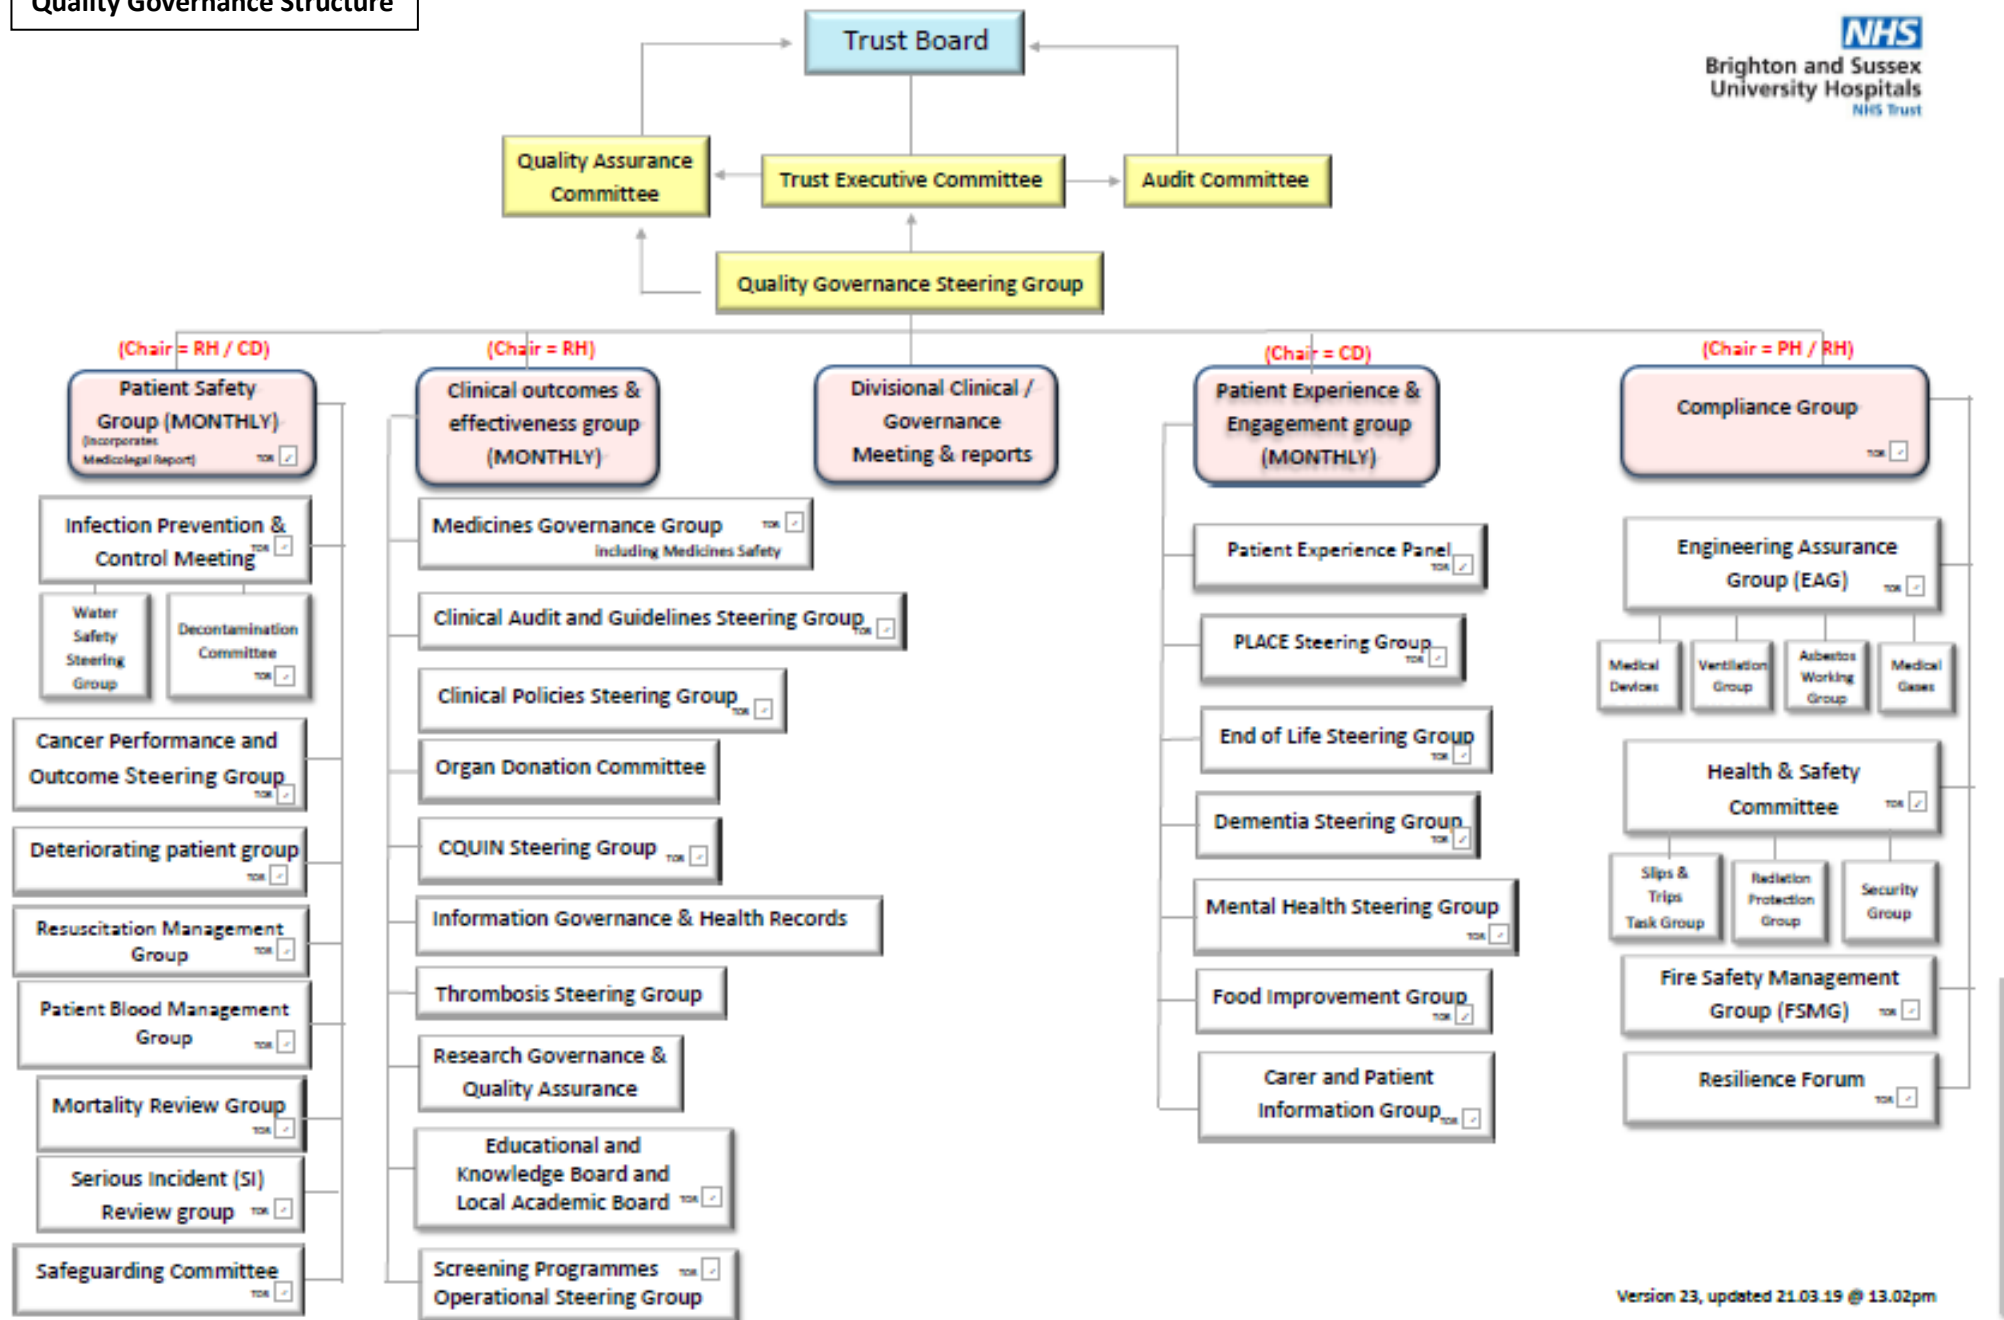 Quality Governance Structure
Trust Board
NHS
Brighton and Sussex
University Hospitals
NHS Trust
Quality Assurance
Committee
Trust Executive Committee
Audit Committee
Quality Governance Steering Group
(Chair = RH / CD)
(Chair = RH)
(Chair = CD)
(Chair = PH / RH)
Patient Safety
Group (MONTHLY)
(Incorporates
Medicolegal Report)
TOR
Clinical outcomes &
effectiveness group
(MONTHLY)
Divisional Clinical /
Governance
Meeting & reports
Patient Experience &
Engagement group
(MONTHLY)
Compliance Group
TOR
Infection Prevention &
Control Meeting
TOR
Water
Safety
Steering
Group
Decontamination
Committee
TOR
Cancer Performance and
Outcome Steering Group
TOR
Deteriorating patient group
TOR
Resuscitation Management
Group
TOR
Patient Blood Management
Group
TOR
Mortality Review Group
TOR
Serious Incident (SI)
Review group
TOR
Safeguarding Committee
TOR
Medicines Governance Group
TOR
including Medicines Safety
Clinical Audit and Guidelines Steering Group
TOR
Clinical Policies Steering Group
TOR
Organ Donation Committee
CQUIN Steering Group
TOR
Information Governance & Health Records
Thrombosis Steering Group
Research Governance &
Quality Assurance
Educational and
Knowledge Board and
Local Academic Board
TOR
Screening Programmes
TOR
Operational Steering Group
Patient Experience Panel
TOR
PLACE Steering Group
TOR
End of Life Steering Group
TOR
Dementia Steering Group
TOR
Mental Health Steering Group
TOR
Food Improvement Group
TOR
Carer and Patient
Information Group
TOR
Engineering Assurance
Group (EAG)
TOR
Medical
Devices
Ventilation
Group
Asbestos
Working
Group
Medical
Gases
Health & Safety
Committee
TOR
Slips &
Trips
Task Group
Radiation
Protection
Group
Security
Group
Fire Safety Management
Group (FSMG)
TOR
Resilience Forum
TOR
Version 23, updated 21.03.19 @ 13.02pm